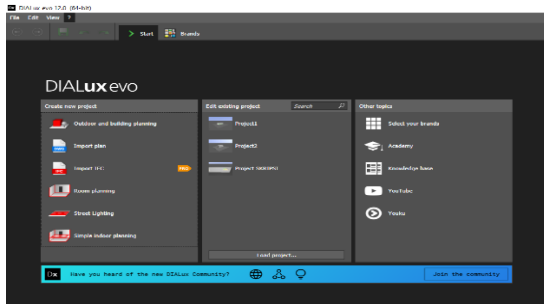 DIALux evo 12.0 (64-bit)
File Edit View ?
Start Brands
DIALux evo
Create new project
Outdoor and building planning
Import plan
Import IFC
PRO
Room planning
Street Lighting
Simple indoor planning
Edit existing project Search
Project1
Project2
Project SKRIPSI
Load project...
Other topics
Select your brands
Academy
Knowledge base
YouTube
Youku
Dx Have you heard of the new DIALux Community? Join the community